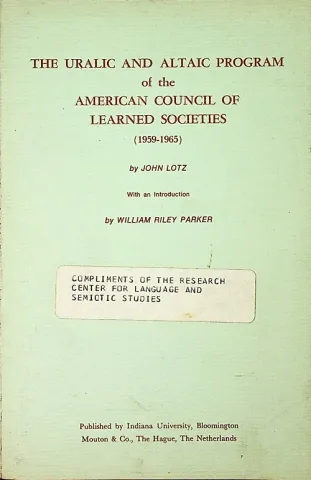 THE URALIC AND ALTAIC PROGRAM
of the
AMERICAN COUNCIL OF
LEARNED SOCIETIES
(1959-1965)
by JOHN LOTZ
With an Introduction
by WILLIAM RILEY PARKER
COMPLIMENTS OF THE RESEARCH
CENTER FOR LANGUAGE AND
SEMIOTIC STUDIES
Published by Indiana University, Bloomington
Mouton & Co., The Hague, The Netherlands